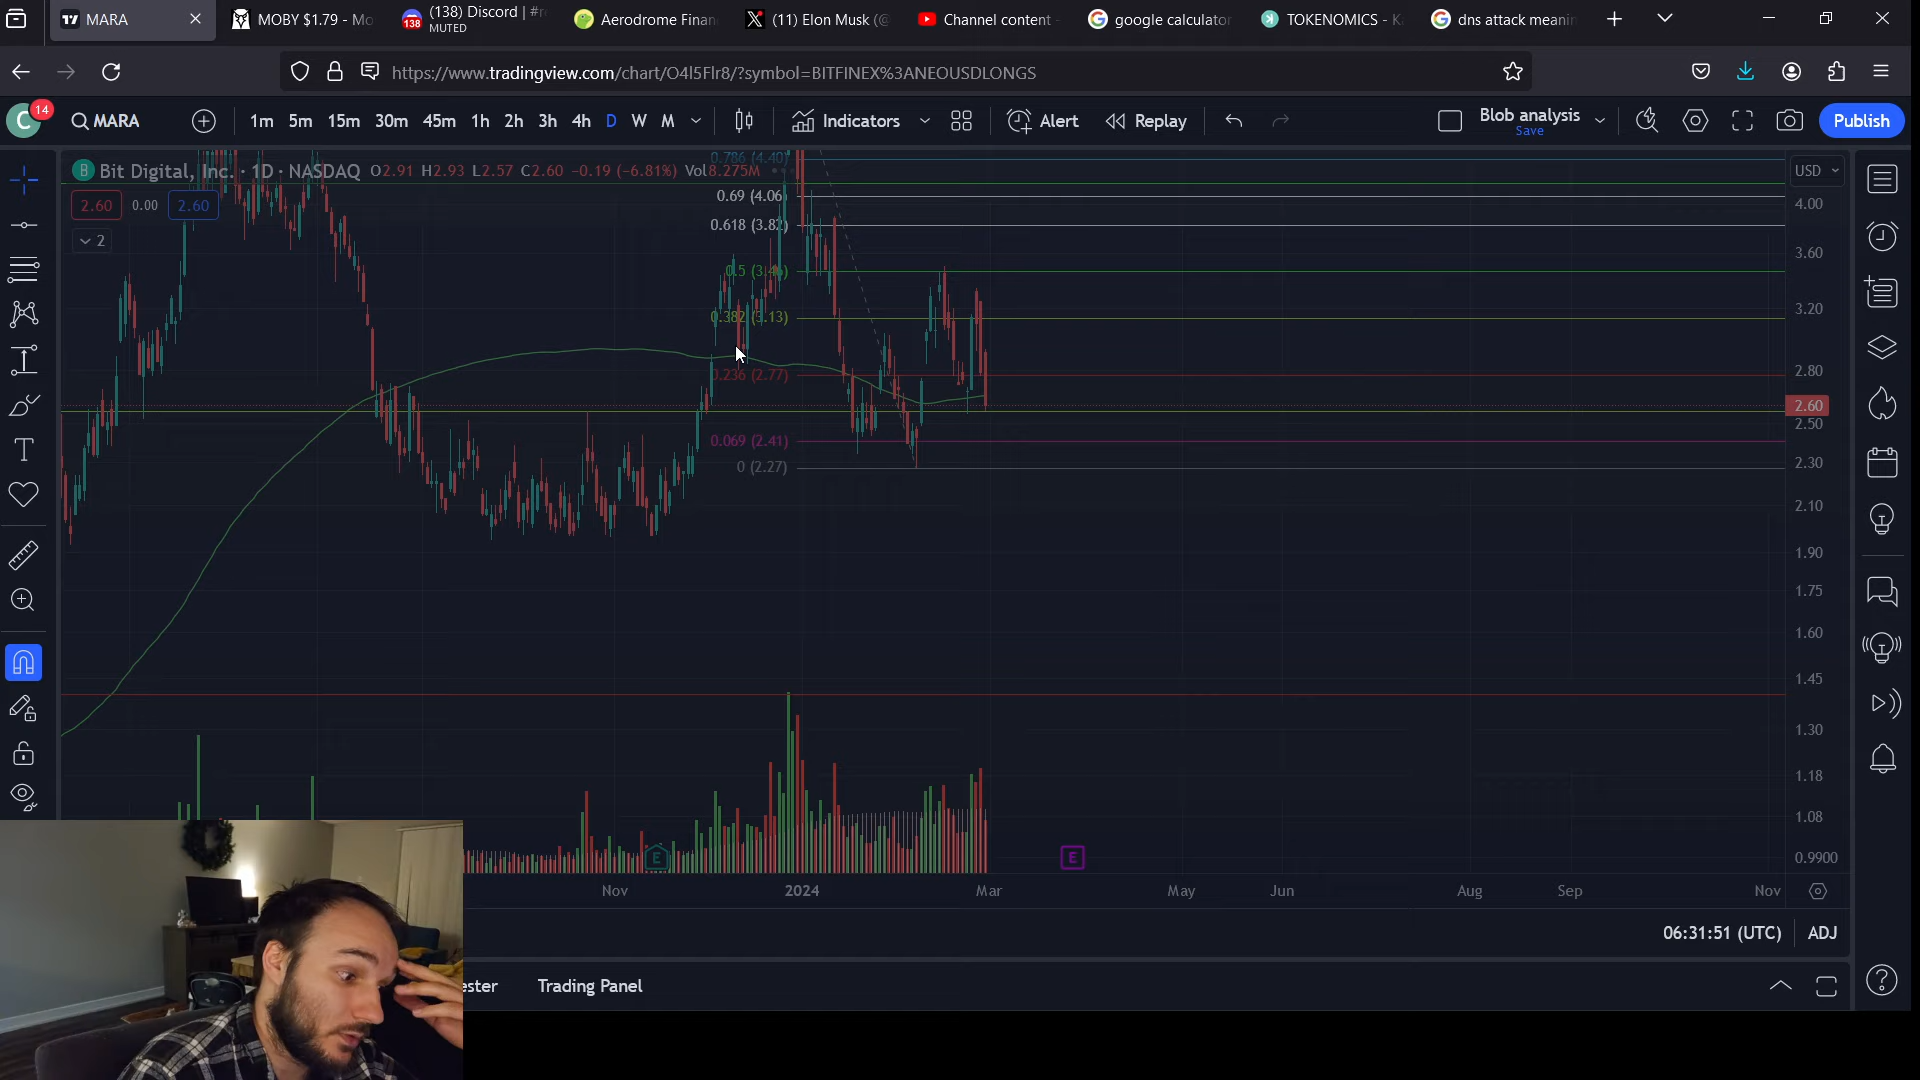 MARA
MOBY $1.79 - Mo
(138) Discord | #r
MUTED
Aerodrome Finan
(11) Elon Musk (@
Channel content -
google calculator
TOKENOMICS - K
dns attack meanin
https://www.tradingview.com/chart/O4l5Flr8/?symbol=BITFINEX%3ANEOUSDLONGS
C
14
MARA
1m
5m
15m
30m
45m
1h
2h
3h
4h
D
W
M
Indicators
Alert
Replay
Blob analysis
Save
Publish
B
Bit Digital, Inc. · 1D · NASDAQ O2.91 H2.93 L2.57 C2.60 −0.19 (−6.81%) Vol8.275M
2.60
0.00
2.60
2
0.786 (4.40)
0.69 (4.06)
0.618 (3.82)
0.5 (3.46)
0.382 (3.13)
0.236 (2.77)
0.069 (2.41)
0 (2.27)
USD
4.00
3.60
3.20
2.80
2.60
2.50
2.30
2.10
1.90
1.75
1.60
1.45
1.30
1.18
1.08
0.9900
E
E
Nov
2024
Mar
May
Jun
Aug
Sep
Nov
06:31:51 (UTC)
ADJ
ester
Trading Panel